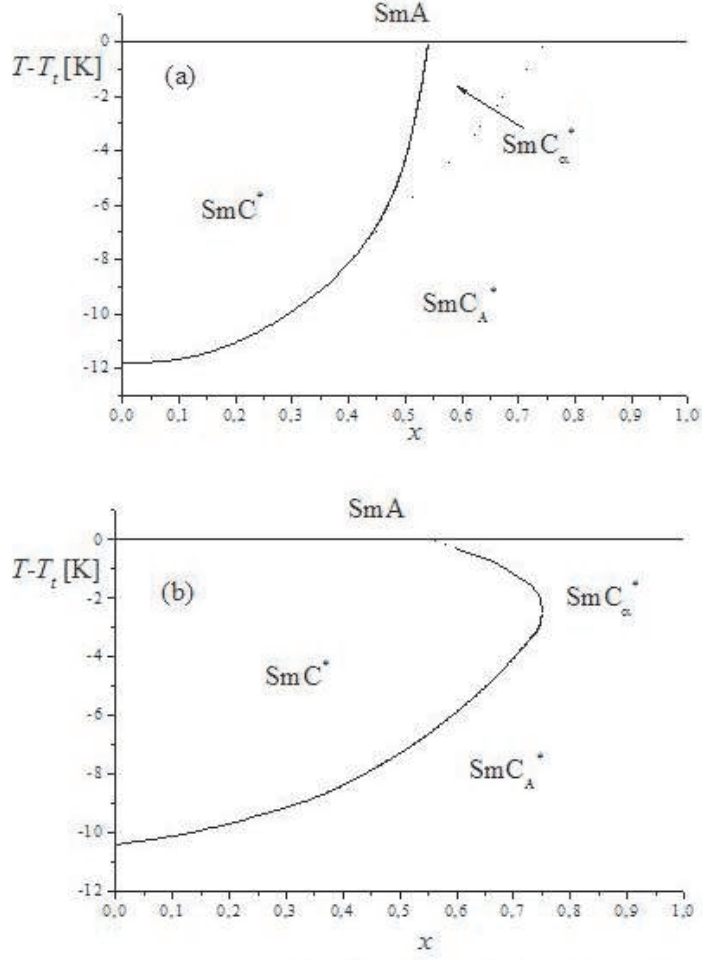 SmA
0
T-Tt [K]
(a)
-2
SmCα*
-4
SmC*
-6
-8
SmCA*
-10
-12
0,0 0,1 0,2 0,3 0,4 0,5 0,6 0,7 0,8 0,9 1,0
x
SmA
0
T-Tt [K]
(b)
SmCα*
-2
-4
SmC*
-6
SmCA*
-8
-10
-12
0,0 0,1 0,2 0,3 0,4 0,5 0,6 0,7 0,8 0,9 1,0
x